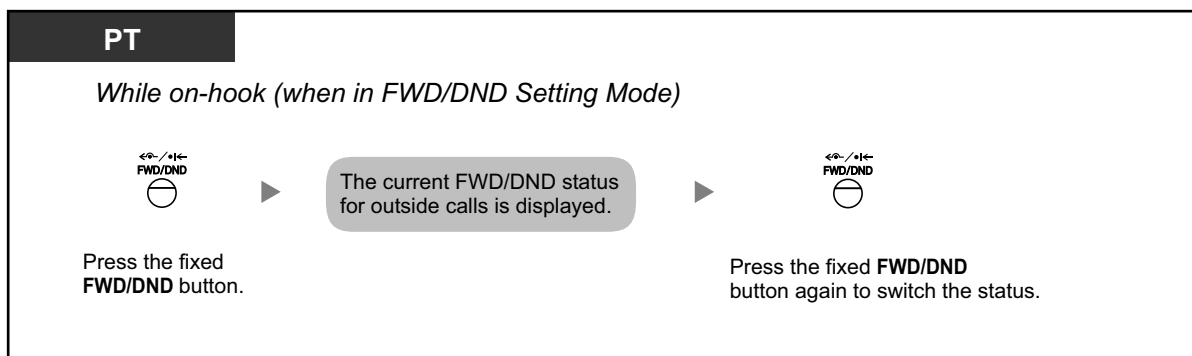 PT
While on-hook (when in FWD/DND Setting Mode)
FWD/DND
The current FWD/DND status
for outside calls is displayed.
FWD/DND
Press the fixed
FWD/DND button.
Press the fixed FWD/DND
button again to switch the status.